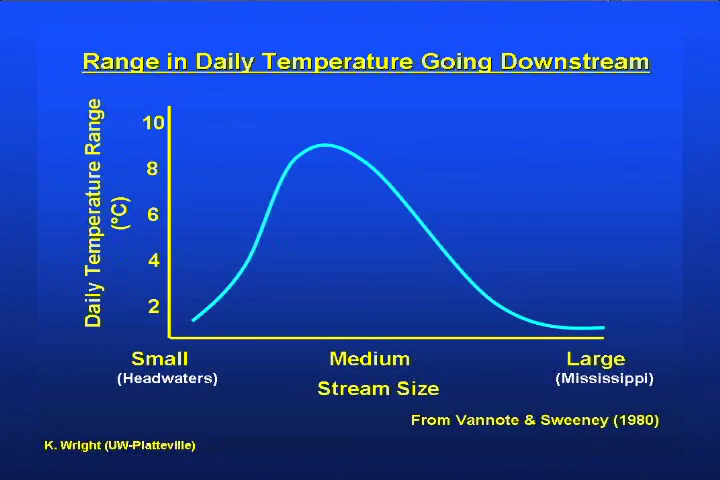 Range in Daily Temperature Going Downstream
Daily Temperature Range
(°C)
10
8
6
4
2
Small
Medium
Large
(Headwaters)
(Mississippi)
Stream Size
From Vannote & Sweeney (1980)
K. Wright (UW-Platteville)